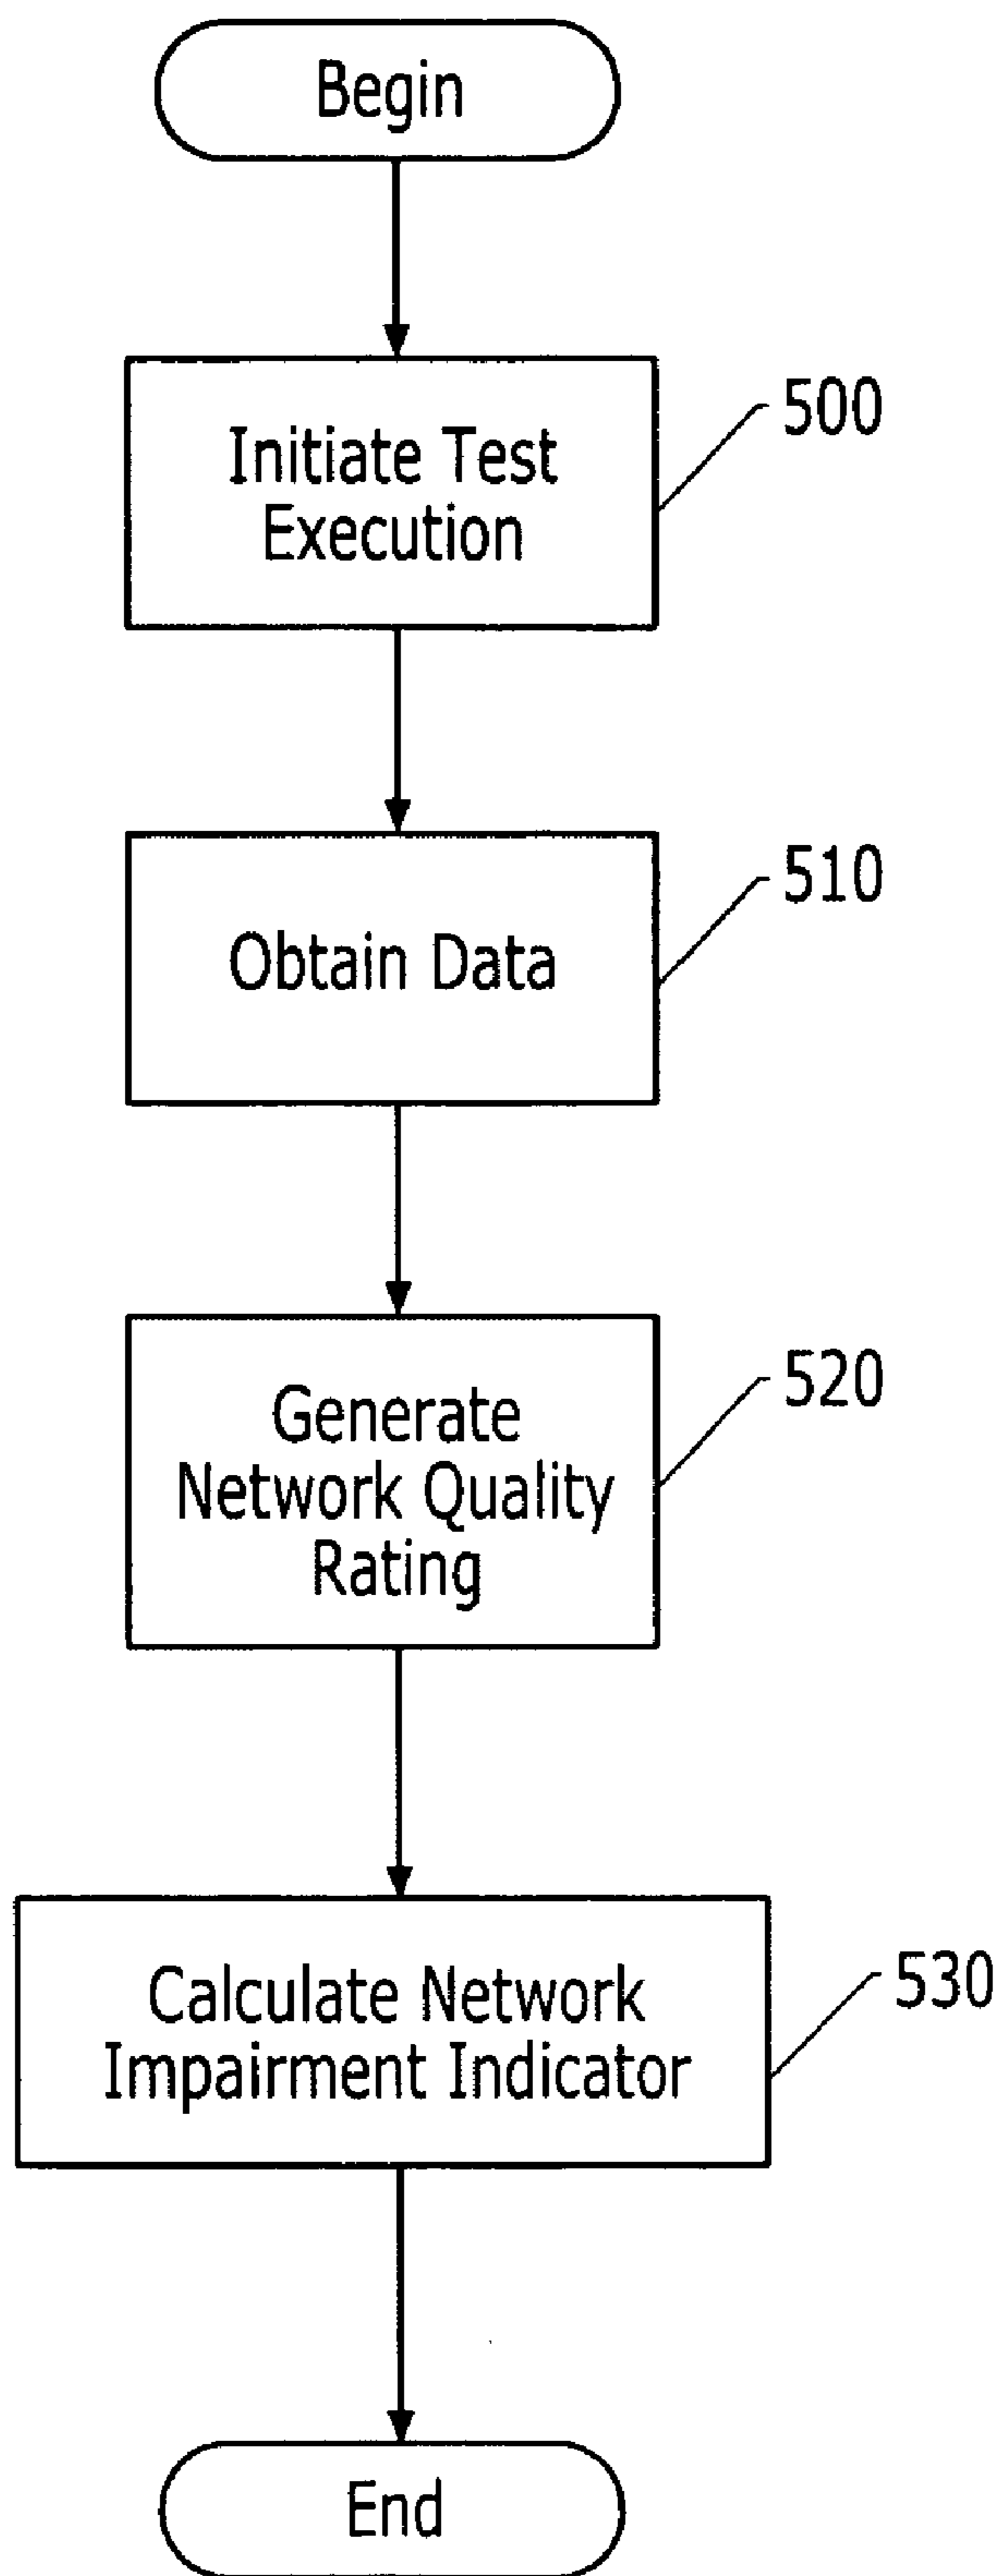 Begin
500
Initiate Test
Execution
510
Obtain Data
520
Generate
Network Quality
Rating
530
Calculate Network
Impairment Indicator
End